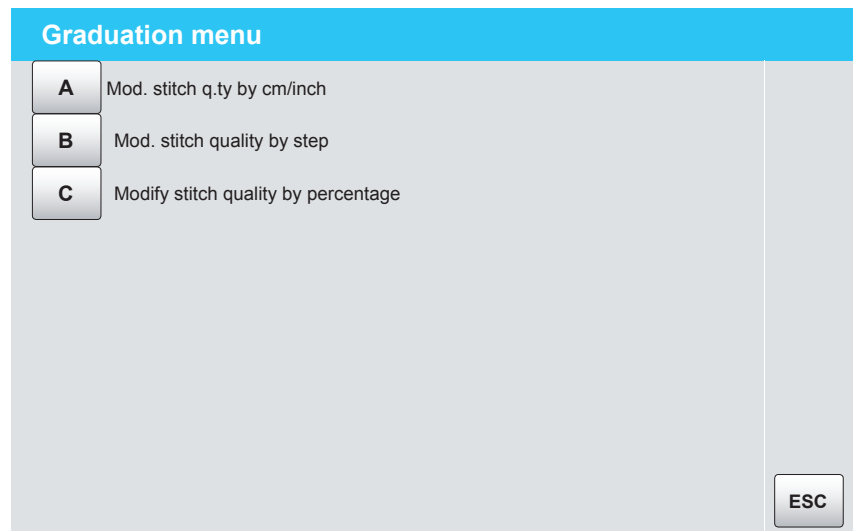 Graduation menu
A Mod. stitch q.ty by cm/inch
B Mod. stitch quality by step
C Modify stitch quality by percentage
ESC